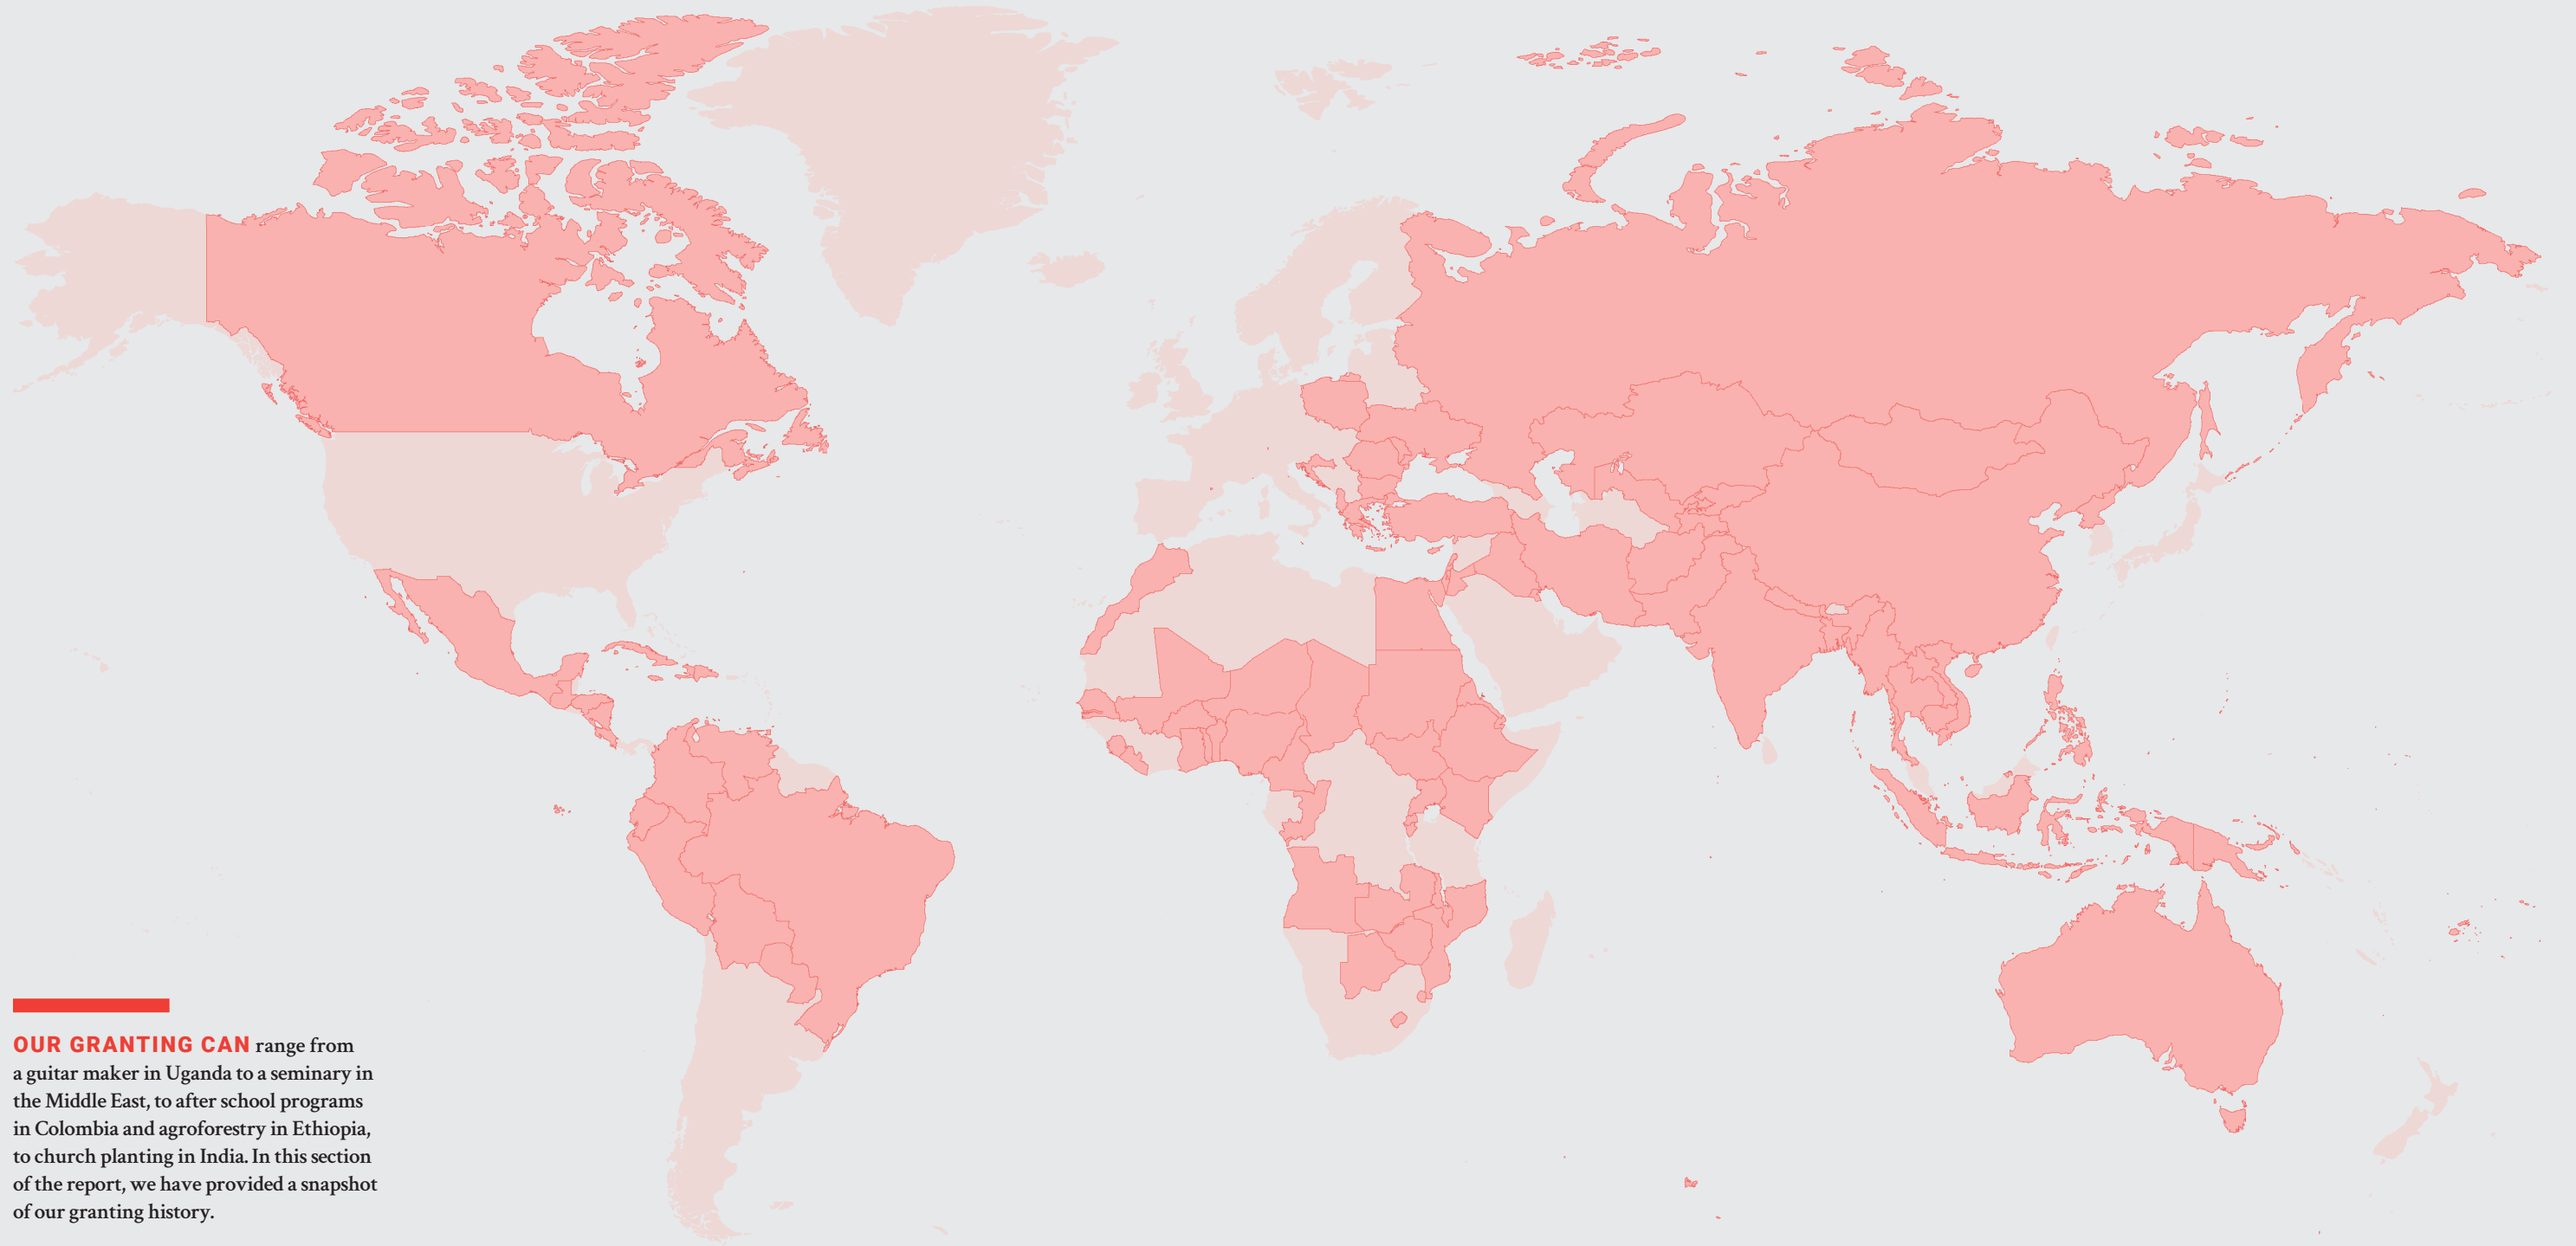 OUR GRANTING CAN range from
a guitar maker in Uganda to a seminary in
the Middle East, to after school programs
in Colombia and agroforestry in Ethiopia,
to church planting in India. In this section
of the report, we have provided a snapshot
of our granting history.